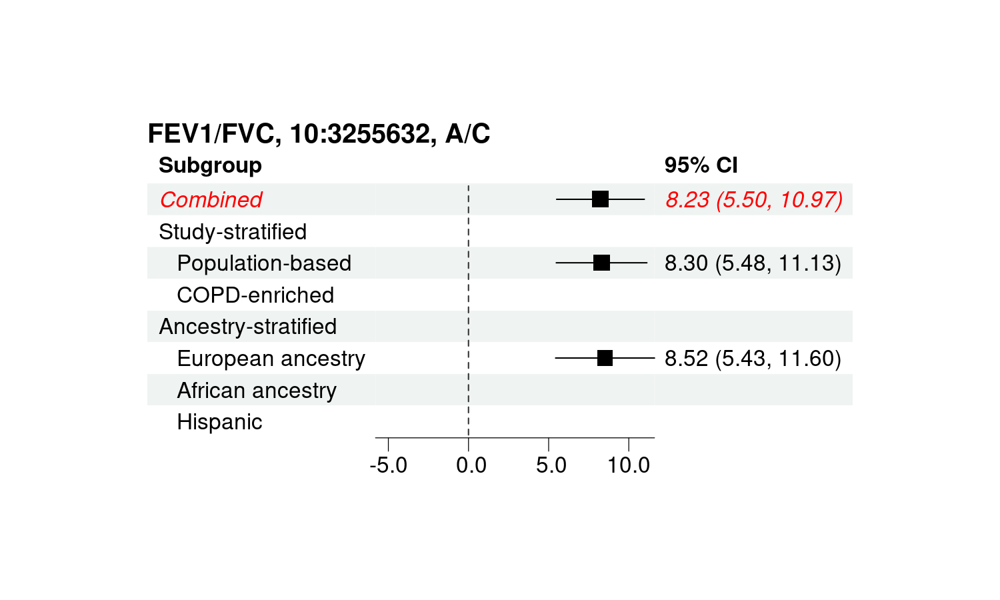 FEV1/FVC, 10:3255632, A/C
Subgroup 95% CI
Combined 8.23 (5.50, 10.97)
Study-stratified
Population-based 8.30 (5.48, 11.13)
COPD-enriched
Ancestry-stratified
European ancestry 8.52 (5.43, 11.60)
African ancestry
Hispanic
-5.0 0.0 5.0 10.0